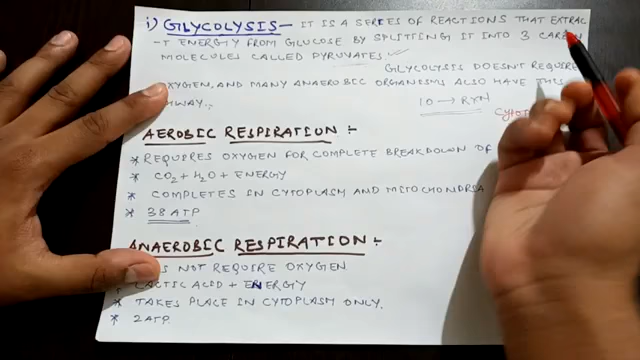 i) GLYCOLYSIS - IT IS A SERIES OF REACTIONS THAT EXTRAC
-T ENERGY FROM GLUCOSE BY SPLITTING IT INTO 3 CARBON
MOLECULES CALLED PYRUVATES
GLYCOLYSIS DOESN'T REQUIRE
OXYGEN, AND MANY ANAEROBIC ORGANISMS ALSO HAVE THIS
HWAY.
10 → RXN
CYTO
AEROBIC RESPIRATION :-
* REQUIRES OXYGEN FOR COMPLETE BREAKDOWN OF
* CO2 + H2O + ENERGY
* COMPLETES IN CYTOPLASM AND MITOCHONDRIA
* 38 ATP
ANAEROBIC RESPIRATION :-
NOT REQUIRE OXYGEN
LACTIC ACID + ENERGY
* TAKES PLACE IN CYTOPLASM ONLY.
* 2 ATP.